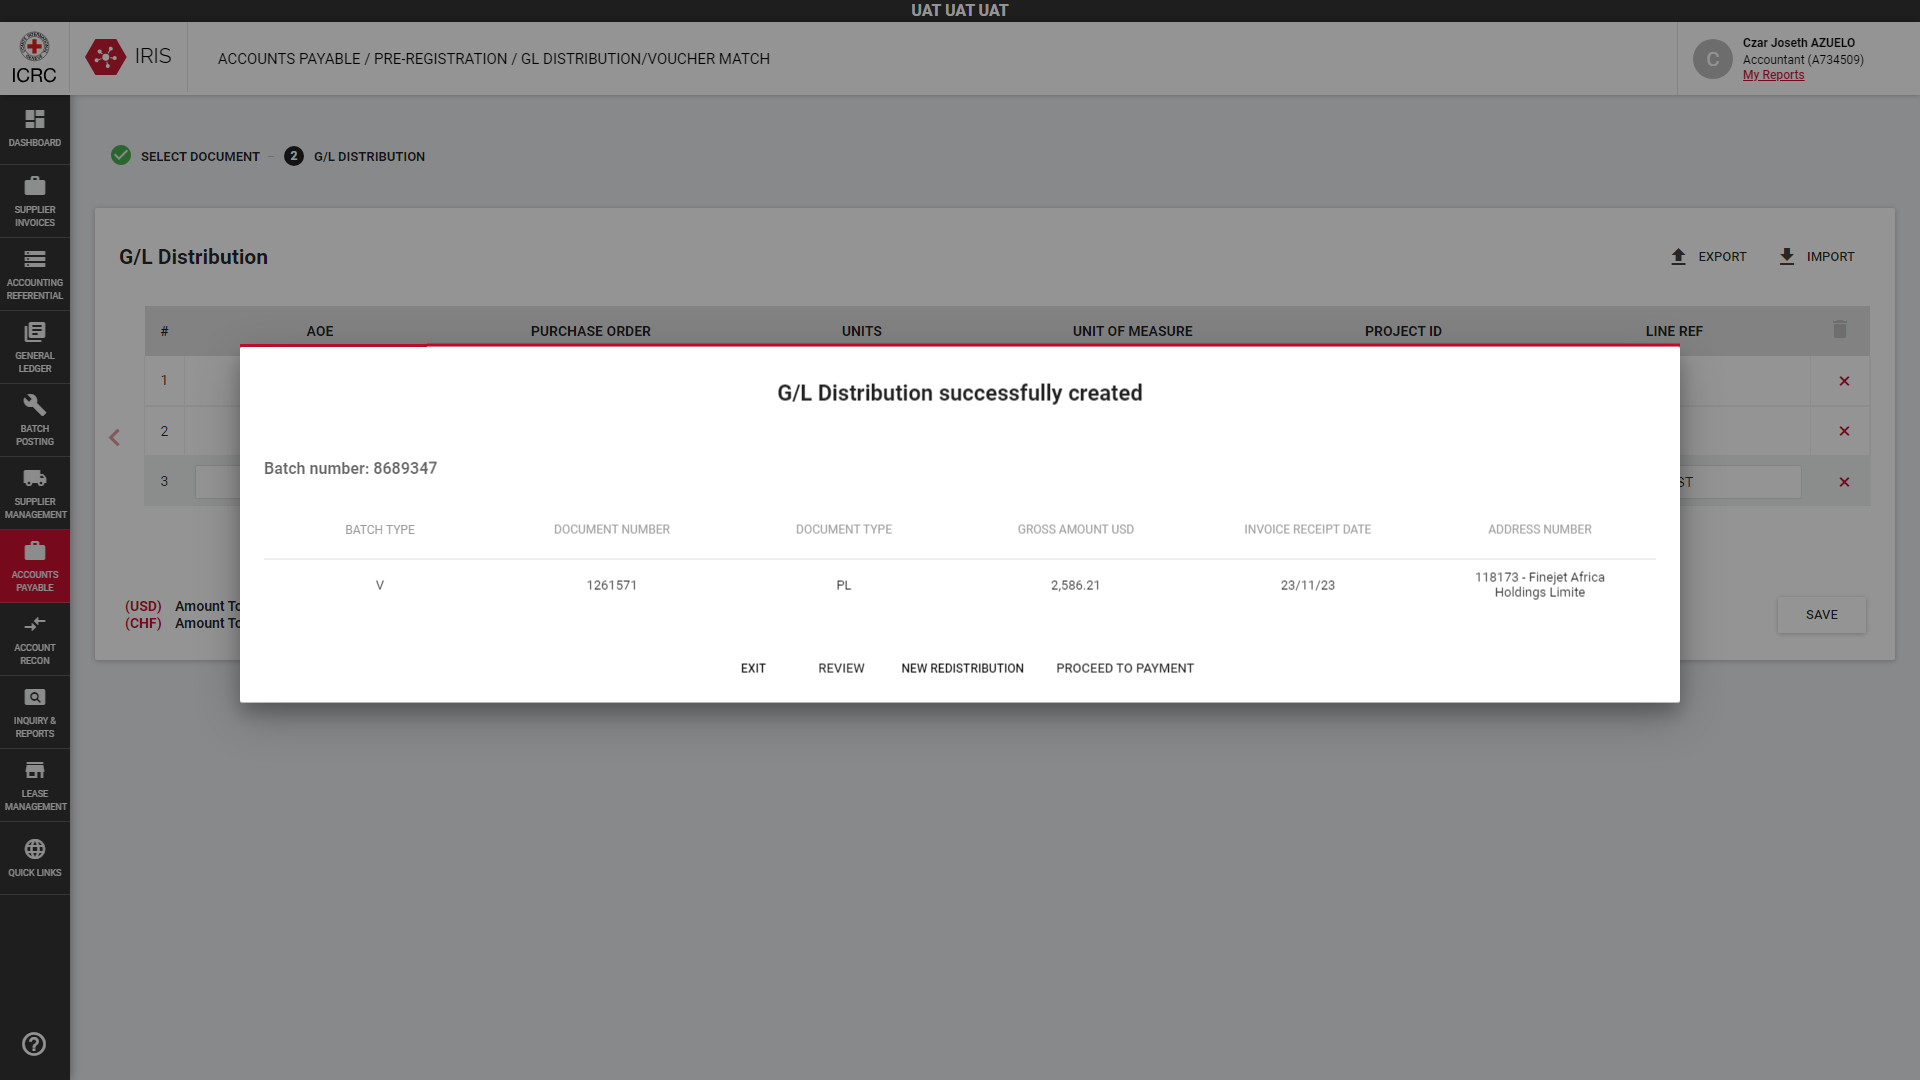 UAT UAT UAT
ICRC
IRIS
ACCOUNTS PAYABLE / PRE-REGISTRATION / GL DISTRIBUTION/VOUCHER MATCH
C
Czar Joseth AZUELO
Accountant (A734509)
My Reports
DASHBOARD
SUPPLIER
INVOICES
ACCOUNTING
REFERENTIAL
GENERAL
LEDGER
BATCH
POSTING
SUPPLIER
MANAGEMENT
ACCOUNTS
PAYABLE
ACCOUNT
RECON
INQUIRY &
REPORTS
LEASE
MANAGEMENT
QUICK LINKS
SELECT DOCUMENT
2 G/L DISTRIBUTION
G/L Distribution
EXPORT IMPORT
# AOE PURCHASE ORDER UNITS UNIT OF MEASURE PROJECT ID LINE REF
1
2
3
ST
G/L Distribution successfully created
Batch number: 8689347
BATCH TYPE DOCUMENT NUMBER DOCUMENT TYPE GROSS AMOUNT USD INVOICE RECEIPT DATE ADDRESS NUMBER
V 1261571 PL 2,586.21 23/11/23 118173 - Finejet Africa
Holdings Limite
(USD) Amount To
(CHF) Amount To
SAVE
EXIT REVIEW NEW REDISTRIBUTION PROCEED TO PAYMENT